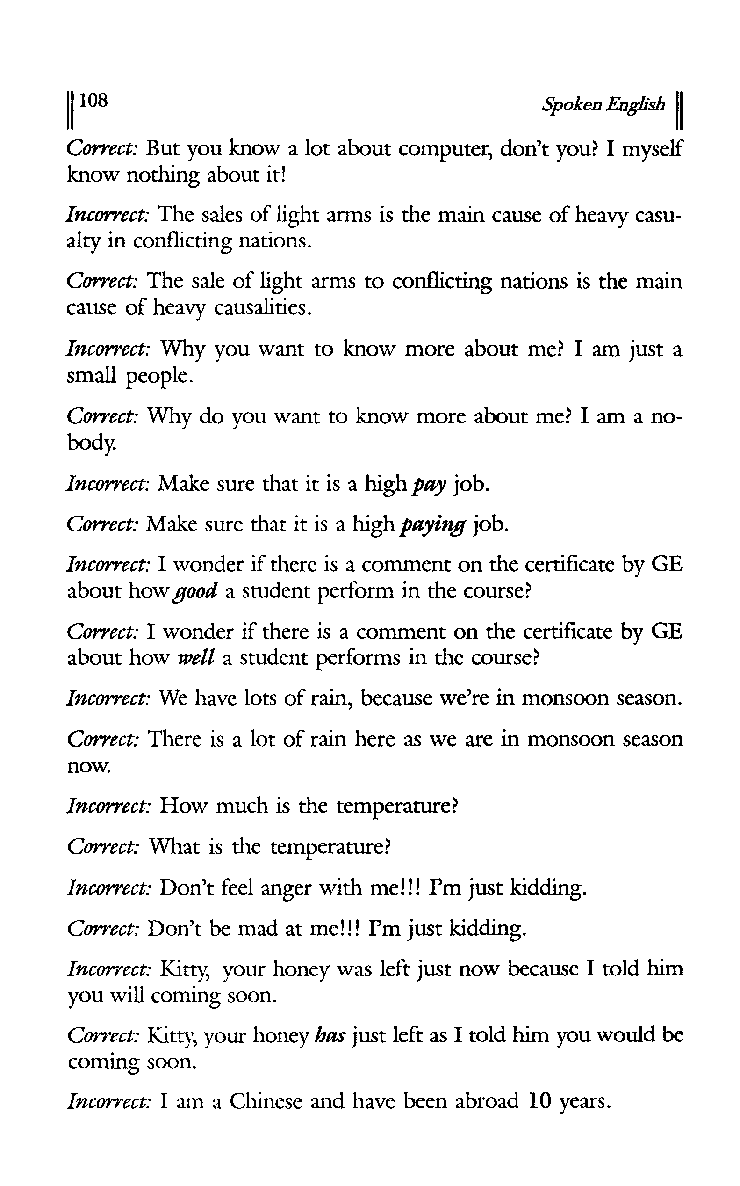 108 Spoken English
Correct: But you know a lot about computer, don't you? I myself
know nothing about it!
Incorrect: The sales of light arms is the main cause of heavy casu-
alty in conflicting nations.
Correct: The sale of light arms to conflicting nations is the main
cause of heavy causalities.
Incorrect: Why you want to know more about me? I am just a
small people.
Correct: Why do you want to know more about me? I am a no-
body.
Incorrect: Make sure that it is a high pay job.
Correct: Make sure that it is a high paying job.
Incorrect: I wonder if there is a comment on the certificate by GE
about how good a student perform in the course?
Correct: I wonder if there is a comment on the certificate by GE
about how well a student performs in the course?
Incorrect: We have lots of rain, because we're in monsoon season.
Correct: There is a lot of rain here as we are in monsoon season
now.
Incorrect: How much is the temperature?
Correct: What is the temperature?
Incorrect: Don't feel anger with me!!! I'm just kidding.
Correct: Don't be mad at me!!! I'm just kidding.
Incorrect: Kitty, your honey was left just now because I told him
you will coming soon.
Correct: Kitty, your honey has just left as I told him you would be
coming soon.
Incorrect: I am a Chinese and have been abroad 10 years.